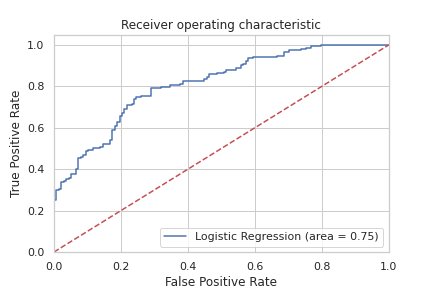 Receiver operating characteristic
True Positive Rate
1.0
0.8
0.6
0.4
0.2
0.0
Logistic Regression (area = 0.75)
0.0 0.2 0.4 0.6 0.8 1.0
False Positive Rate